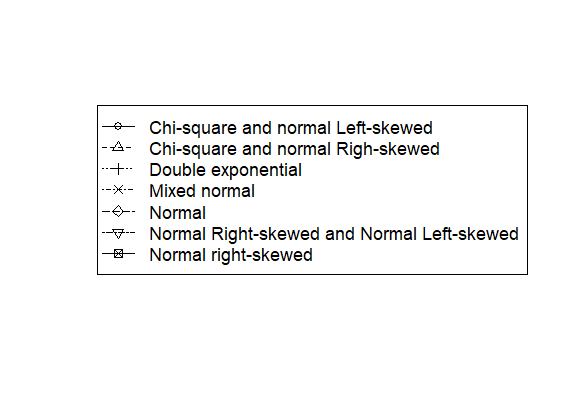 Chi-square and normal Left-skewed
Chi-square and normal Righ-skewed
Double exponential
Mixed normal
Normal
Normal Right-skewed and Normal Left-skewed
Normal right-skewed